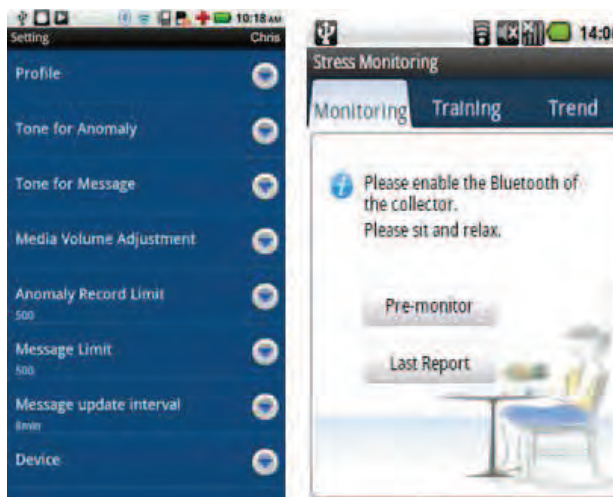 10:18 AM
Setting
Chris
Profile
Tone for Anomaly
Tone for Message
Media Volume Adjustment
Anomaly Record Limit
500
Message Limit
500
Message update interval
Device
14:0
Stress Monitoring
Monitoring
Training
Trend
Please enable the Bluetooth of
the collector.
Please sit and relax.
Pre-monitor
Last Report